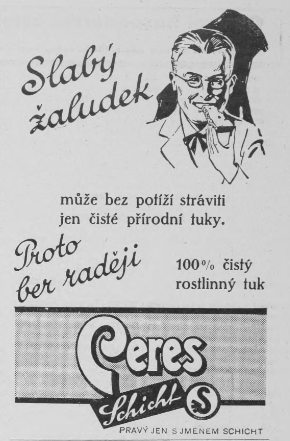 Slabý
žaludek
může bez potíží stráviti
jen čisté přírodní tuky.
Proto
ber raději
100% čistý
rostlinný tuk
Ceres
Schicht S
PRAVÝ JEN S JMENEM SCHICHT